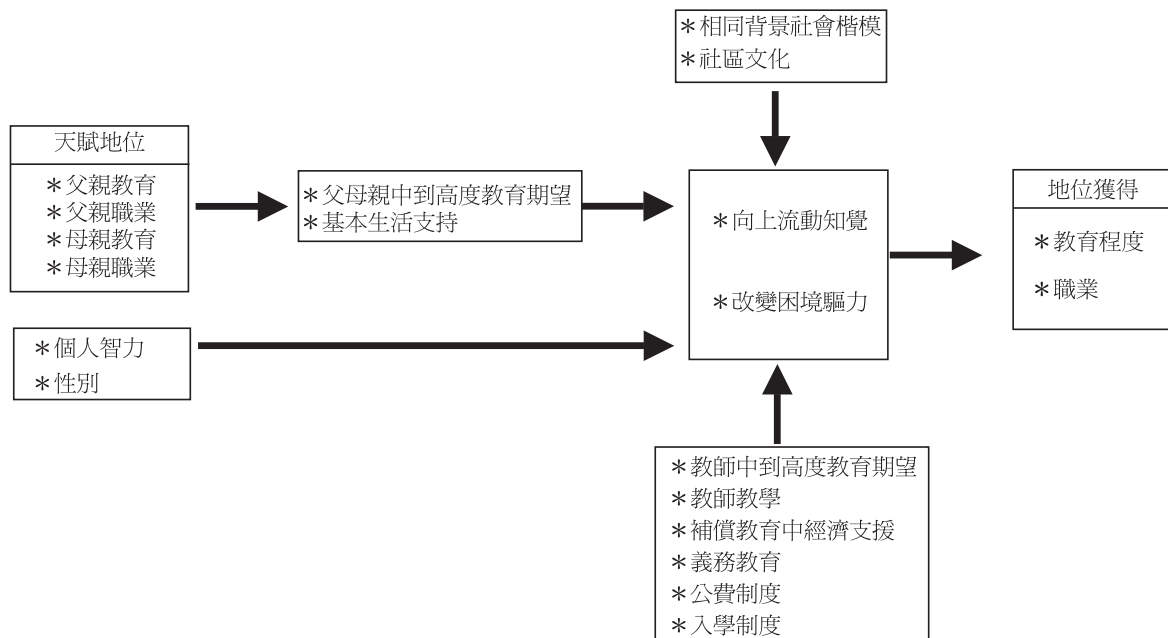 ＊相同背景社會楷模
＊社區文化
天賦地位
＊父親教育
＊父親職業
＊母親教育
＊母親職業
＊父母親中到高度教育期望
＊基本生活支持
＊向上流動知覺
＊改變困境驅力
地位獲得
＊教育程度
＊職業
＊個人智力
＊性別
＊教師中到高度教育期望
＊教師教學
＊補償教育中經濟支援
＊義務教育
＊公費制度
＊入學制度